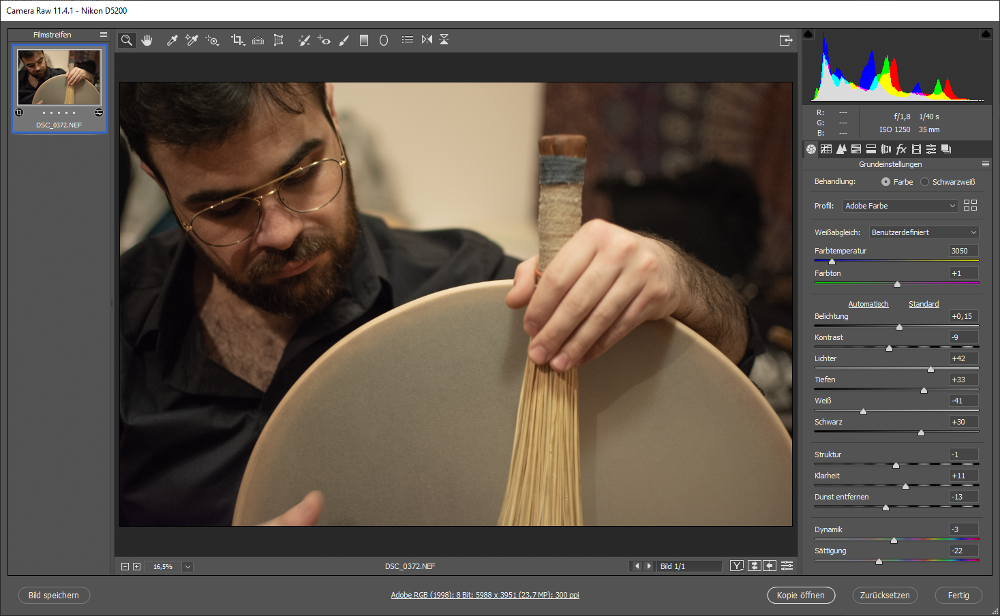 Camera Raw 11.4.1 - Nikon D5200
Filmstreifen
DSC_0372.NEF
R: ---
G: ---
B: ---
f/1,8 1/40 s
ISO 1250 35 mm
fx
Grundeinstellungen
Behandlung: Farbe Schwarzweiß
Profil: Adobe Farbe
Weißabgleich: Benutzerdefiniert
Farbtemperatur 3050
Farbton +1
Automatisch Standard
Belichtung +0,15
Kontrast -9
Lichter +42
Tiefen +33
Weiß -41
Schwarz +30
Struktur -1
Klarheit +11
Dunst entfernen -13
Dynamik -3
Sättigung -22
16,5% DSC_0372.NEF Bild 1/1 Y
Bild speichern Adobe RGB (1998); 8 Bit; 5988 x 3951 (23,7 MP); 300 ppi Kopie öffnen Zurücksetzen Fertig